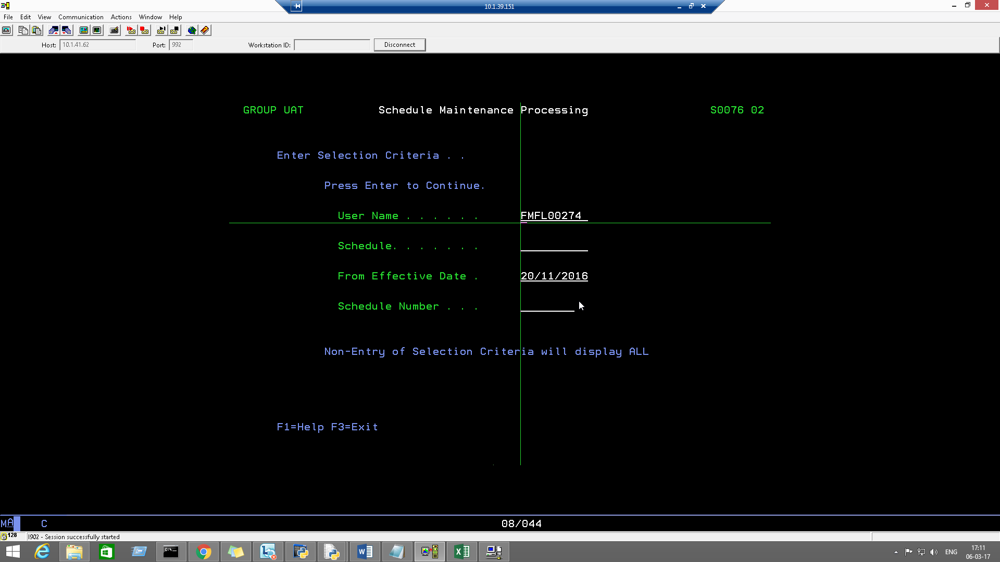 10.1.39.151
File Edit View Communication Actions Window Help
Host: 10.1.41.62 Port: 992 Workstation ID: Disconnect
GROUP UAT Schedule Maintenance Processing S0076 02
Enter Selection Criteria . .
Press Enter to Continue.
User Name . . . . . . FMFL00274
Schedule. . . . . . .
From Effective Date . 20/11/2016
Schedule Number . . .
Non-Entry of Selection Criteria will display ALL
F1=Help F3=Exit
MA C 08/044
128 I902 - Session successfully started
C:\
ENG 17:11
06-03-17